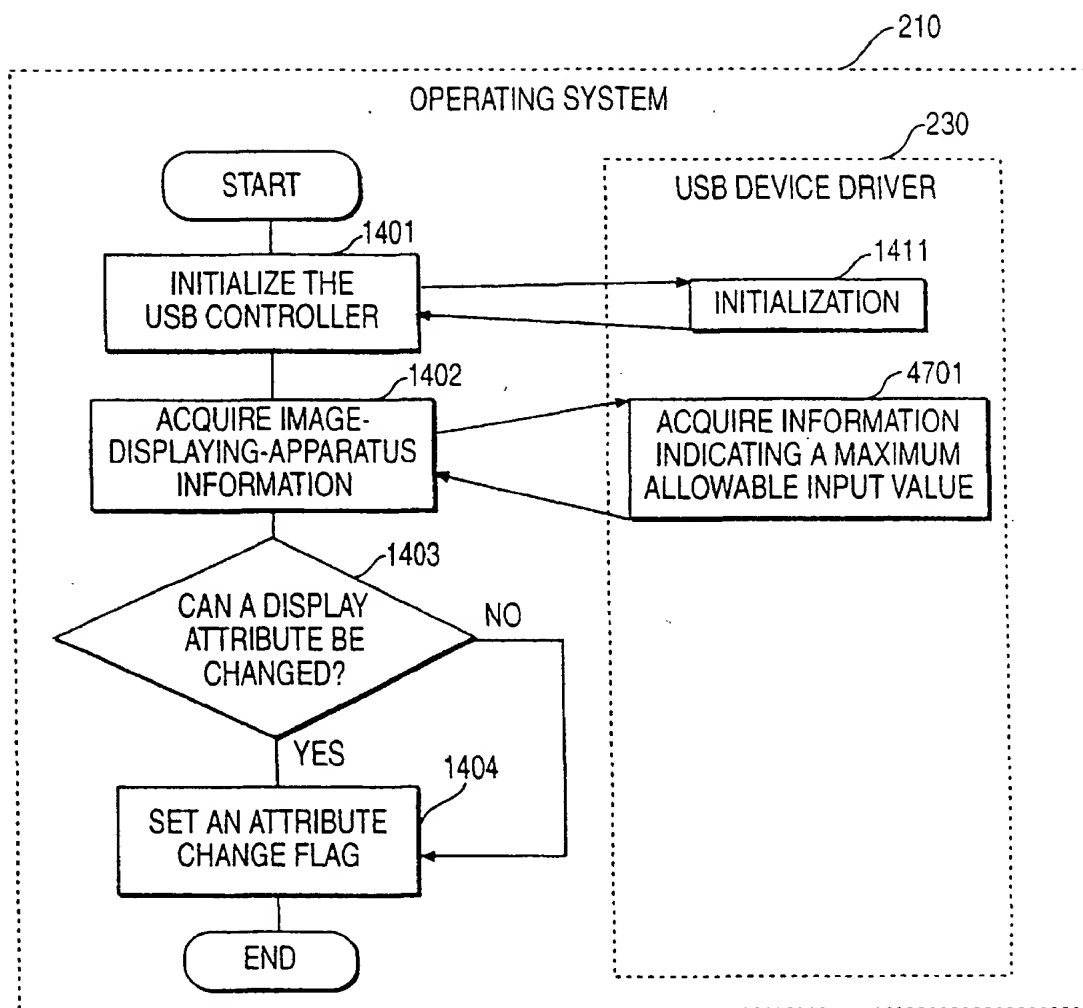 210
OPERATING SYSTEM
230
START
USB DEVICE DRIVER
1401
INITIALIZE THE
USB CONTROLLER
1411
INITIALIZATION
1402
ACQUIRE IMAGE-
DISPLAYING-APPARATUS
INFORMATION
4701
ACQUIRE INFORMATION
INDICATING A MAXIMUM
ALLOWABLE INPUT VALUE
1403
CAN A DISPLAY
ATTRIBUTE BE
CHANGED?
NO
YES
1404
SET AN ATTRIBUTE
CHANGE FLAG
END